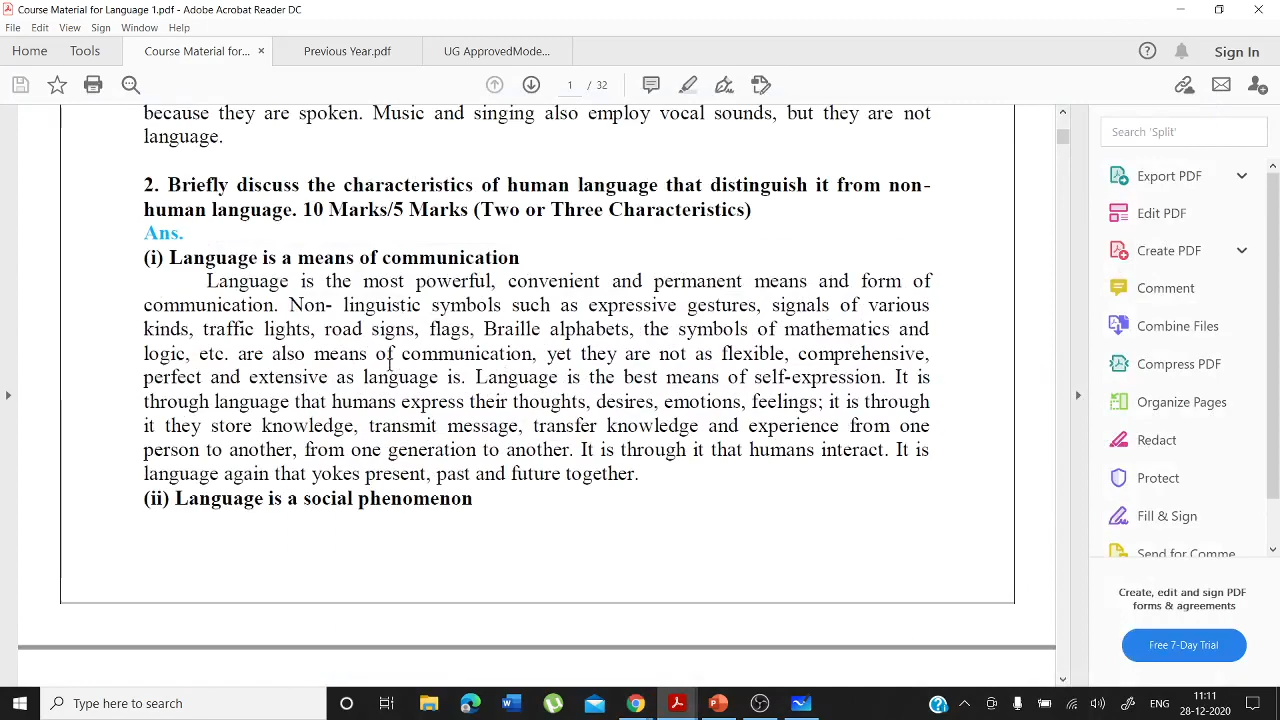 Course Material for Language 1.pdf - Adobe Acrobat Reader DC
File Edit View Sign Window Help
Home Tools Course Material for... × Previous Year.pdf UG ApprovedMode... Sign In
1 / 32
because they are spoken. Music and singing also employ vocal sounds, but they are not
language.
2. Briefly discuss the characteristics of human language that distinguish it from non-
human language. 10 Marks/5 Marks (Two or Three Characteristics)
Ans.
(i) Language is a means of communication
Language is the most powerful, convenient and permanent means and form of
communication. Non- linguistic symbols such as expressive gestures, signals of various
kinds, traffic lights, road signs, flags, Braille alphabets, the symbols of mathematics and
logic, etc. are also means of communication, yet they are not as flexible, comprehensive,
perfect and extensive as language is. Language is the best means of self-expression. It is
through language that humans express their thoughts, desires, emotions, feelings; it is through
it they store knowledge, transmit message, transfer knowledge and experience from one
person to another, from one generation to another. It is through it that humans interact. It is
language again that yokes present, past and future together.
(ii) Language is a social phenomenon
Search 'Split'
Export PDF
Edit PDF
Create PDF
Comment
Combine Files
Compress PDF
Organize Pages
Redact
Protect
Fill & Sign
Send for Comme
Create, edit and sign PDF
forms & agreements
Free 7-Day Trial
Type here to search
ENG
11:11
28-12-2020